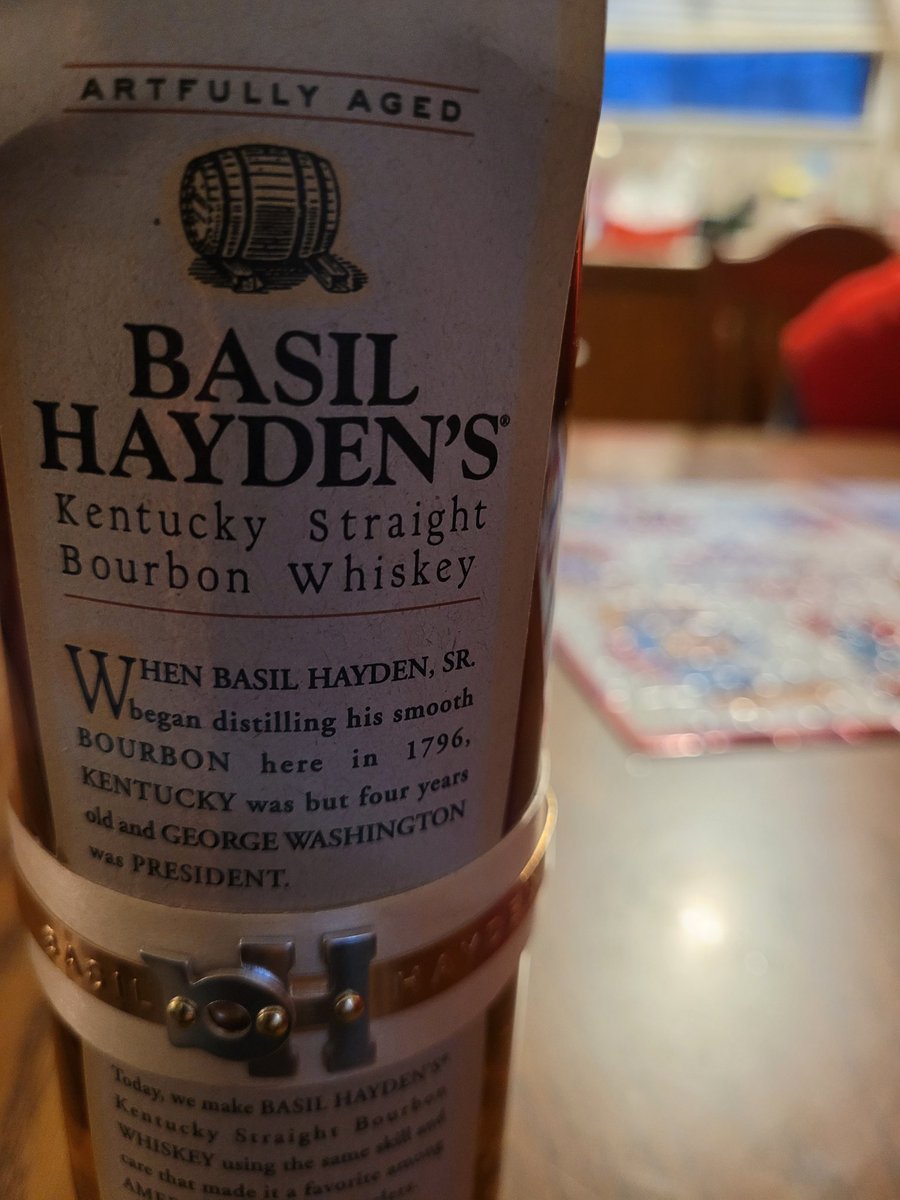 ARTFULLY AGED
BASIL
HAYDEN'S®
Kentucky Straight
Bourbon Whiskey
WHEN BASIL HAYDEN, SR.
began distilling his smooth
BOURBON here in 1796,
KENTUCKY was but four years
old and GEORGE WASHINGTON
was PRESIDENT.
BASIL BH HAYDEN
Today, we make BASIL HAYDEN'S®
Kentucky Straight Bourbon
WHISKEY using the same skill and
care that made it a favorite among